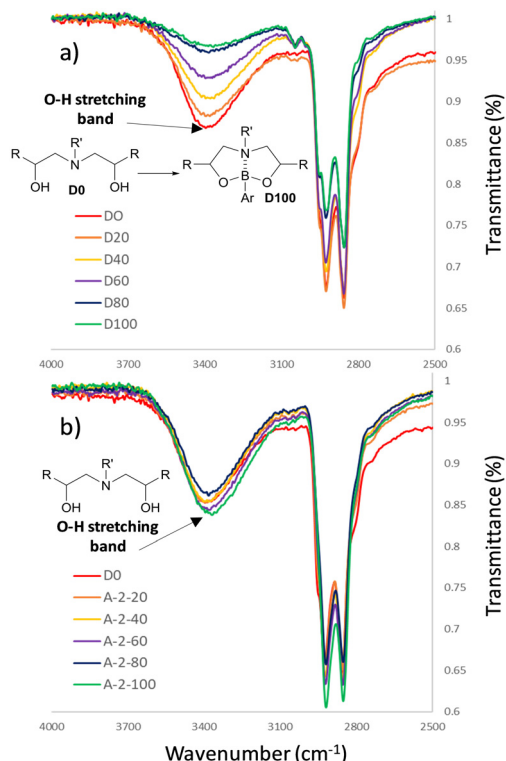 a)
O-H stretching
band
R
R'
N
R
OH
D0
OH
R'
R
N
R
O
B
O
Ar
D100
DO
D20
D40
D60
D80
D100
1
0.95
0.9
0.85
0.8
0.75
0.7
0.65
0.6
Transmittance (%)
4000 3700 3400 3100 2800 2500
b)
R
R'
N
R
OH
OH
O-H stretching
band
D0
A-2-20
A-2-40
A-2-60
A-2-80
A-2-100
1
0.95
0.9
0.85
0.8
0.75
0.7
0.65
0.6
Transmittance (%)
4000 3700 3400 3100 2800 2500
Wavenumber (cm⁻¹)